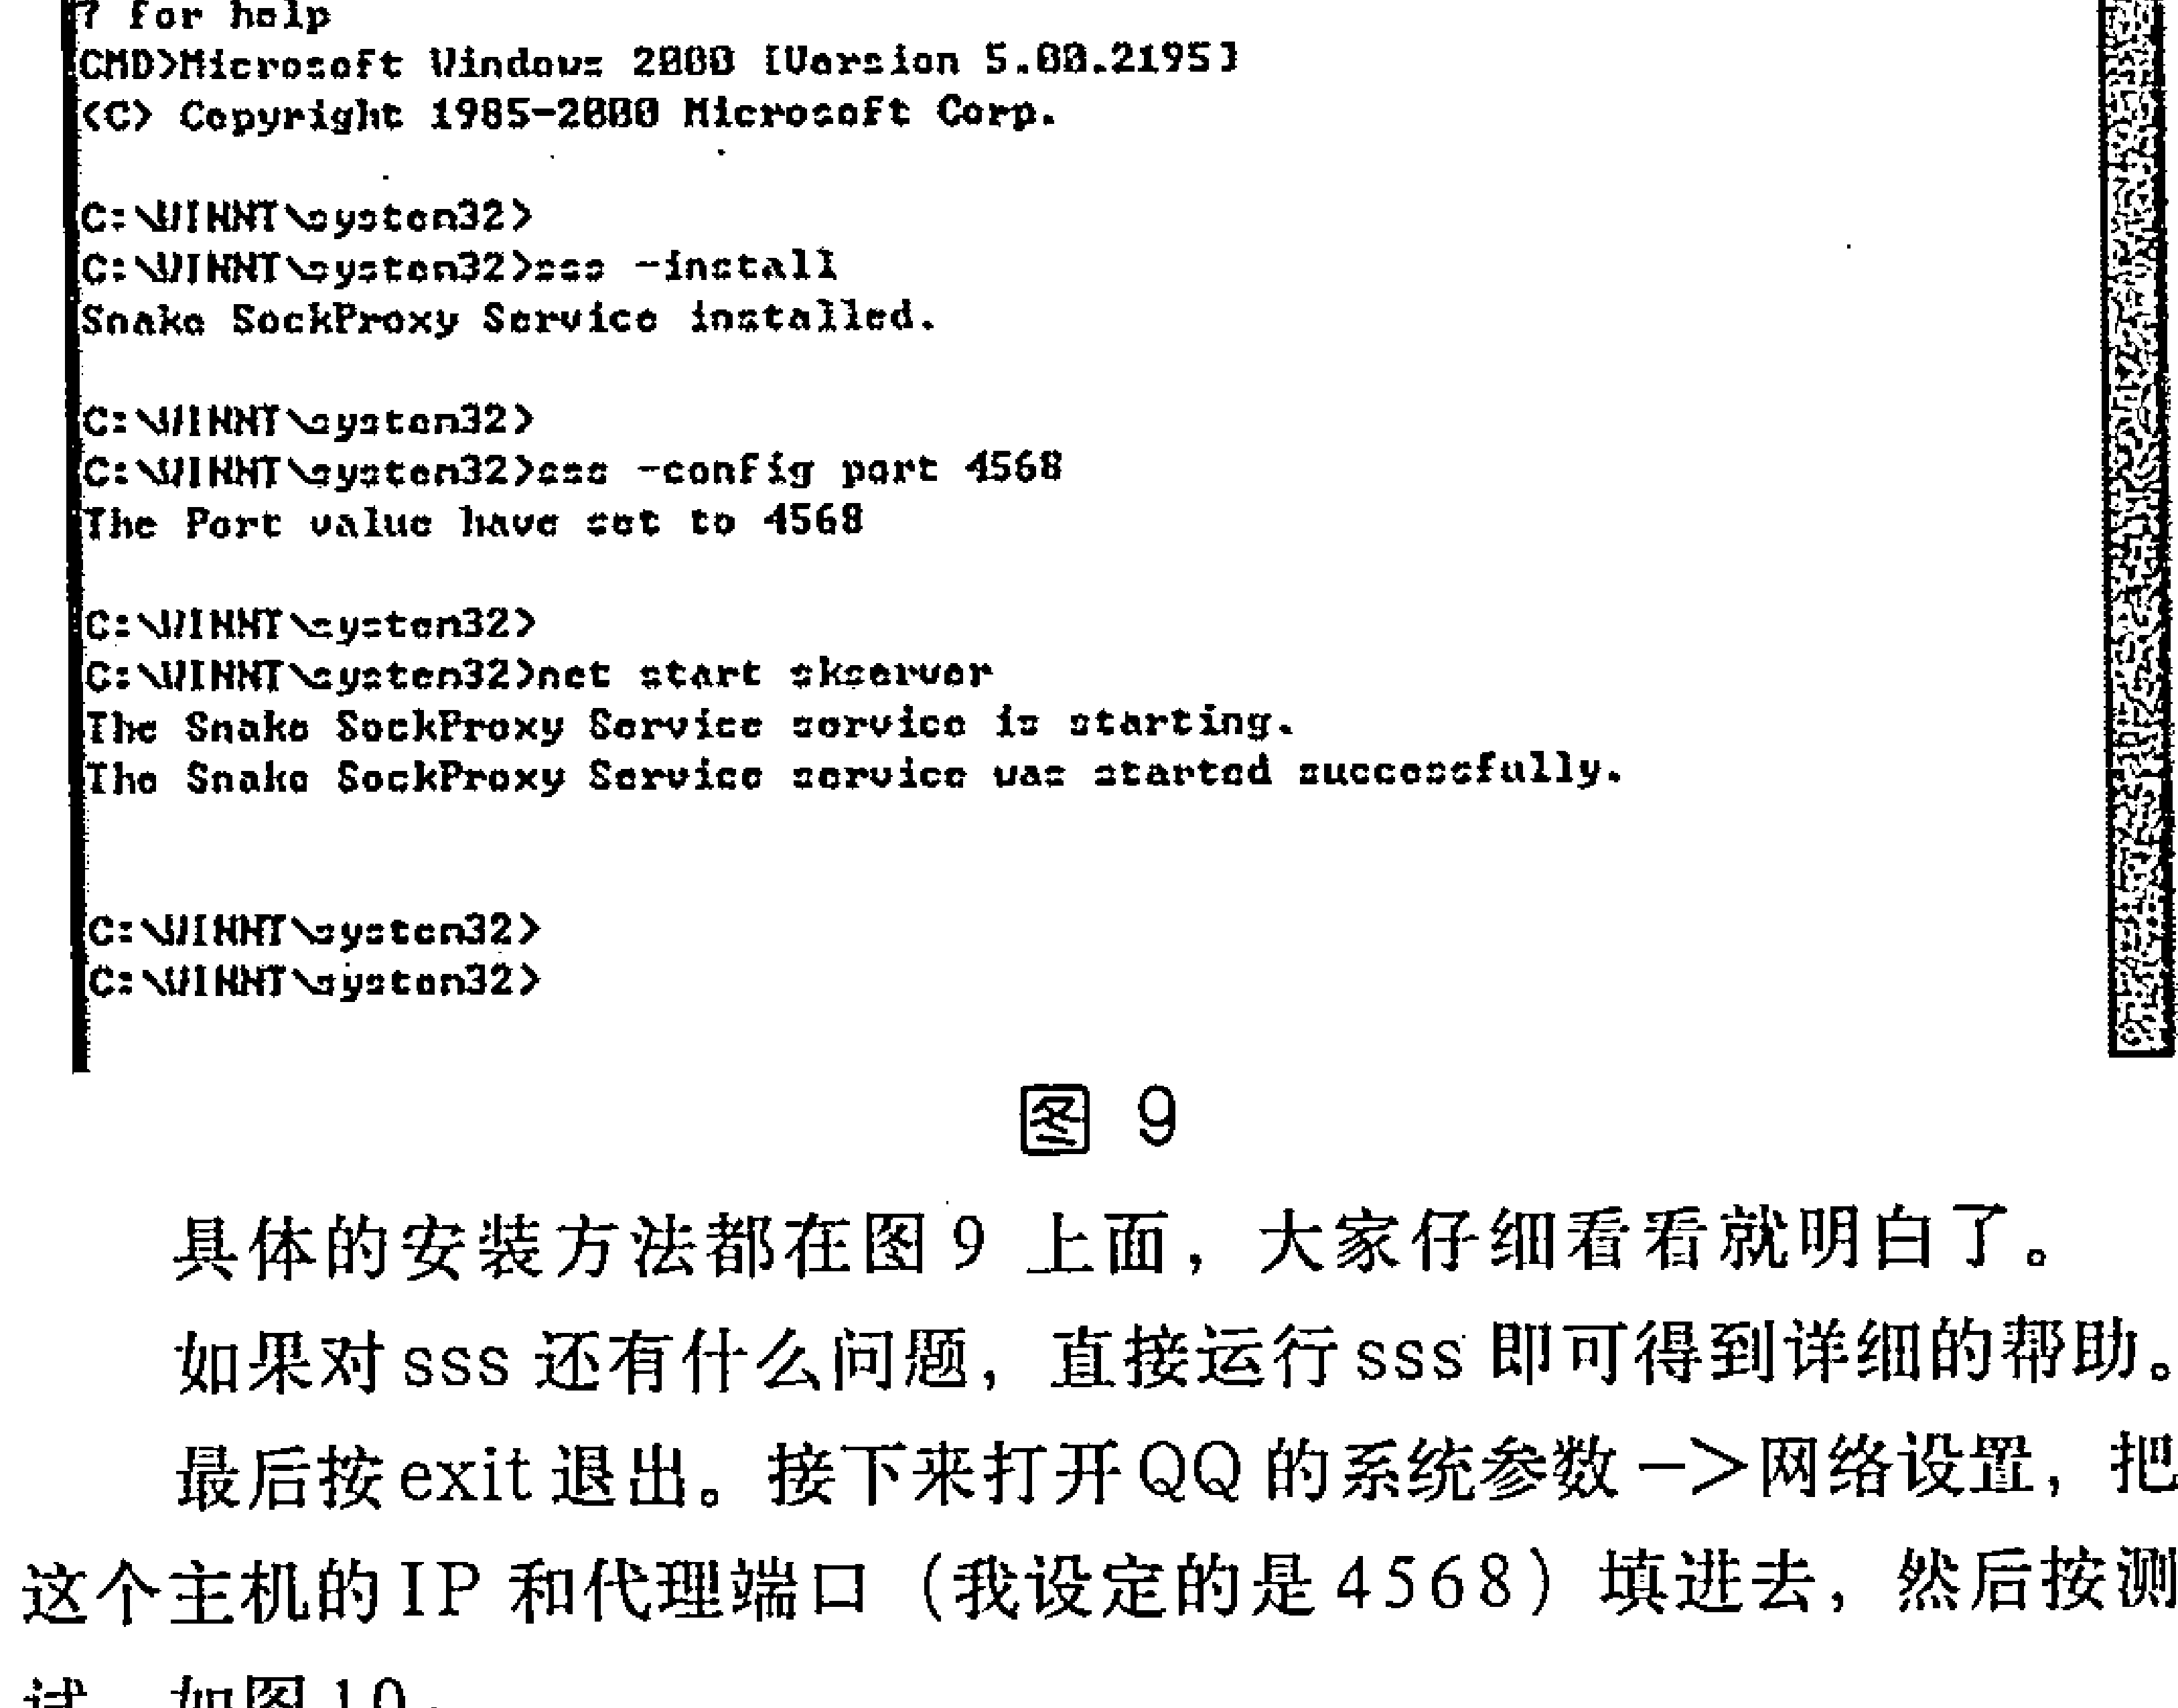 ? for help
CMD>Microsoft Windows 2000 [Version 5.00.2195]
<C> Copyright 1985-2000 Microsoft Corp.
C:\WINNT\system32>
C:\WINNT\system32>sss -install
Snake SockProxy Service installed.
C:\WINNT\system32>
C:\WINNT\system32>sss -config port 4568
The Port value have set to 4568
C:\WINNT\system32>
C:\WINNT\system32>net start skserver
The Snake SockProxy Service service is starting.
The Snake SockProxy Service service was started successfully.
C:\WINNT\system32>
C:\WINNT\system32>
图 9
具体的安装方法都在图9 上面，大家仔细看看就明白了。
如果对sss还有什么问题，直接运行sss即可得到详细的帮助。
最后按exit退出。接下来打开QQ的系统参数->网络设置，把
这个主机的IP和代理端口（我设定的是4568）填进去，然后按测
试 如图10